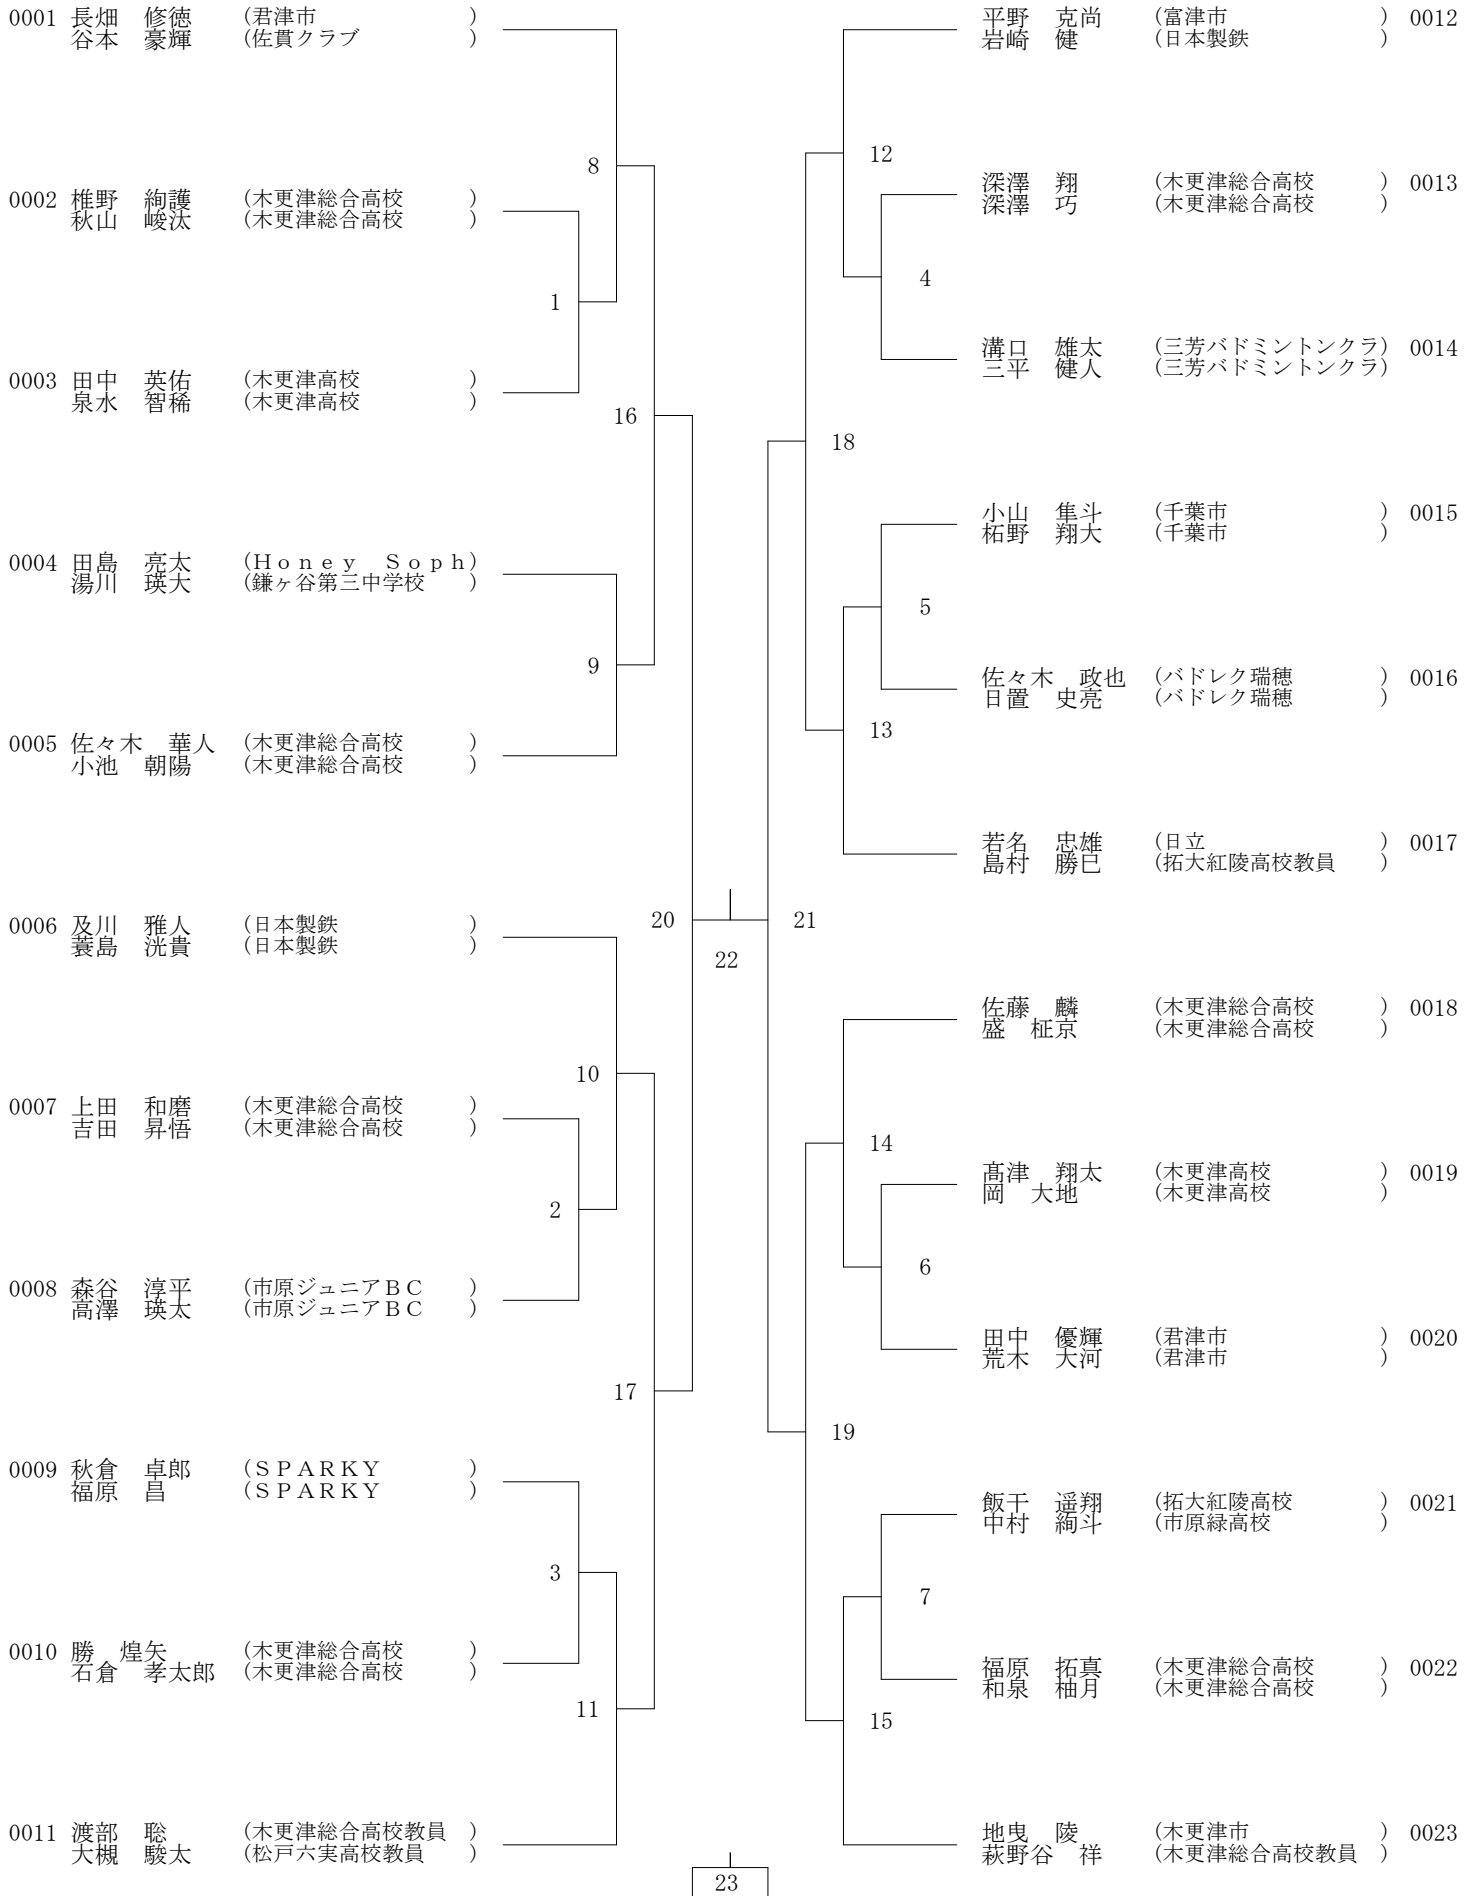 0001 長畑　修徳 (君津市 )
谷本　豪輝 (佐貫クラブ )
0002 椎野　絢護 (木更津総合高校 )
秋山　峻汰 (木更津総合高校 )
0003 田中　英佑 (木更津高校 )
泉水　智稀 (木更津高校 )
0004 田島　亮太 (Ｈｏｎｅｙ　Ｓｏｐｈ)
湯川　瑛大 (鎌ヶ谷第三中学校 )
0005 佐々木　華人 (木更津総合高校 )
小池　朝陽 (木更津総合高校 )
0006 及川　雅人 (日本製鉄 )
蓑島　洸貴 (日本製鉄 )
0007 上田　和磨 (木更津総合高校 )
吉田　昇悟 (木更津総合高校 )
0008 森谷　淳平 (市原ジュニアＢＣ )
高澤　瑛太 (市原ジュニアＢＣ )
0009 秋倉　卓郎 (ＳＰＡＲＫＹ )
福原　昌 (ＳＰＡＲＫＹ )
0010 勝　煌矢 (木更津総合高校 )
石倉　孝太郎 (木更津総合高校 )
0011 渡部　聡 (木更津総合高校教員 )
大槻　駿太 (松戸六実高校教員 )
8
1
16
9
20
10
2
17
3
11
22
23
21
12
4
18
5
13
14
6
19
7
15
平野　克尚 (富津市 ) 0012
岩崎　健 (日本製鉄 )
深澤　翔 (木更津総合高校 ) 0013
深澤　巧 (木更津総合高校 )
溝口　雄太 (三芳バドミントンクラ) 0014
三平　健人 (三芳バドミントンクラ)
小山　隼斗 (千葉市 ) 0015
柘野　翔大 (千葉市 )
佐々木　政也 (バドレク瑞穂 ) 0016
日置　史亮 (バドレク瑞穂 )
若名　忠雄 (日立 ) 0017
島村　勝巳 (拓大紅陵高校教員 )
佐藤　麟 (木更津総合高校 ) 0018
盛　柾京 (木更津総合高校 )
髙津　翔太 (木更津高校 ) 0019
岡　大地 (木更津高校 )
田中　優輝 (君津市 ) 0020
荒木　大河 (君津市 )
飯干　遥翔 (拓大紅陵高校 ) 0021
中村　絢斗 (市原緑高校 )
福原　拓真 (木更津総合高校 ) 0022
和泉　柚月 (木更津総合高校 )
地曳　陵 (木更津市 ) 0023
萩野谷　祥 (木更津総合高校教員 )